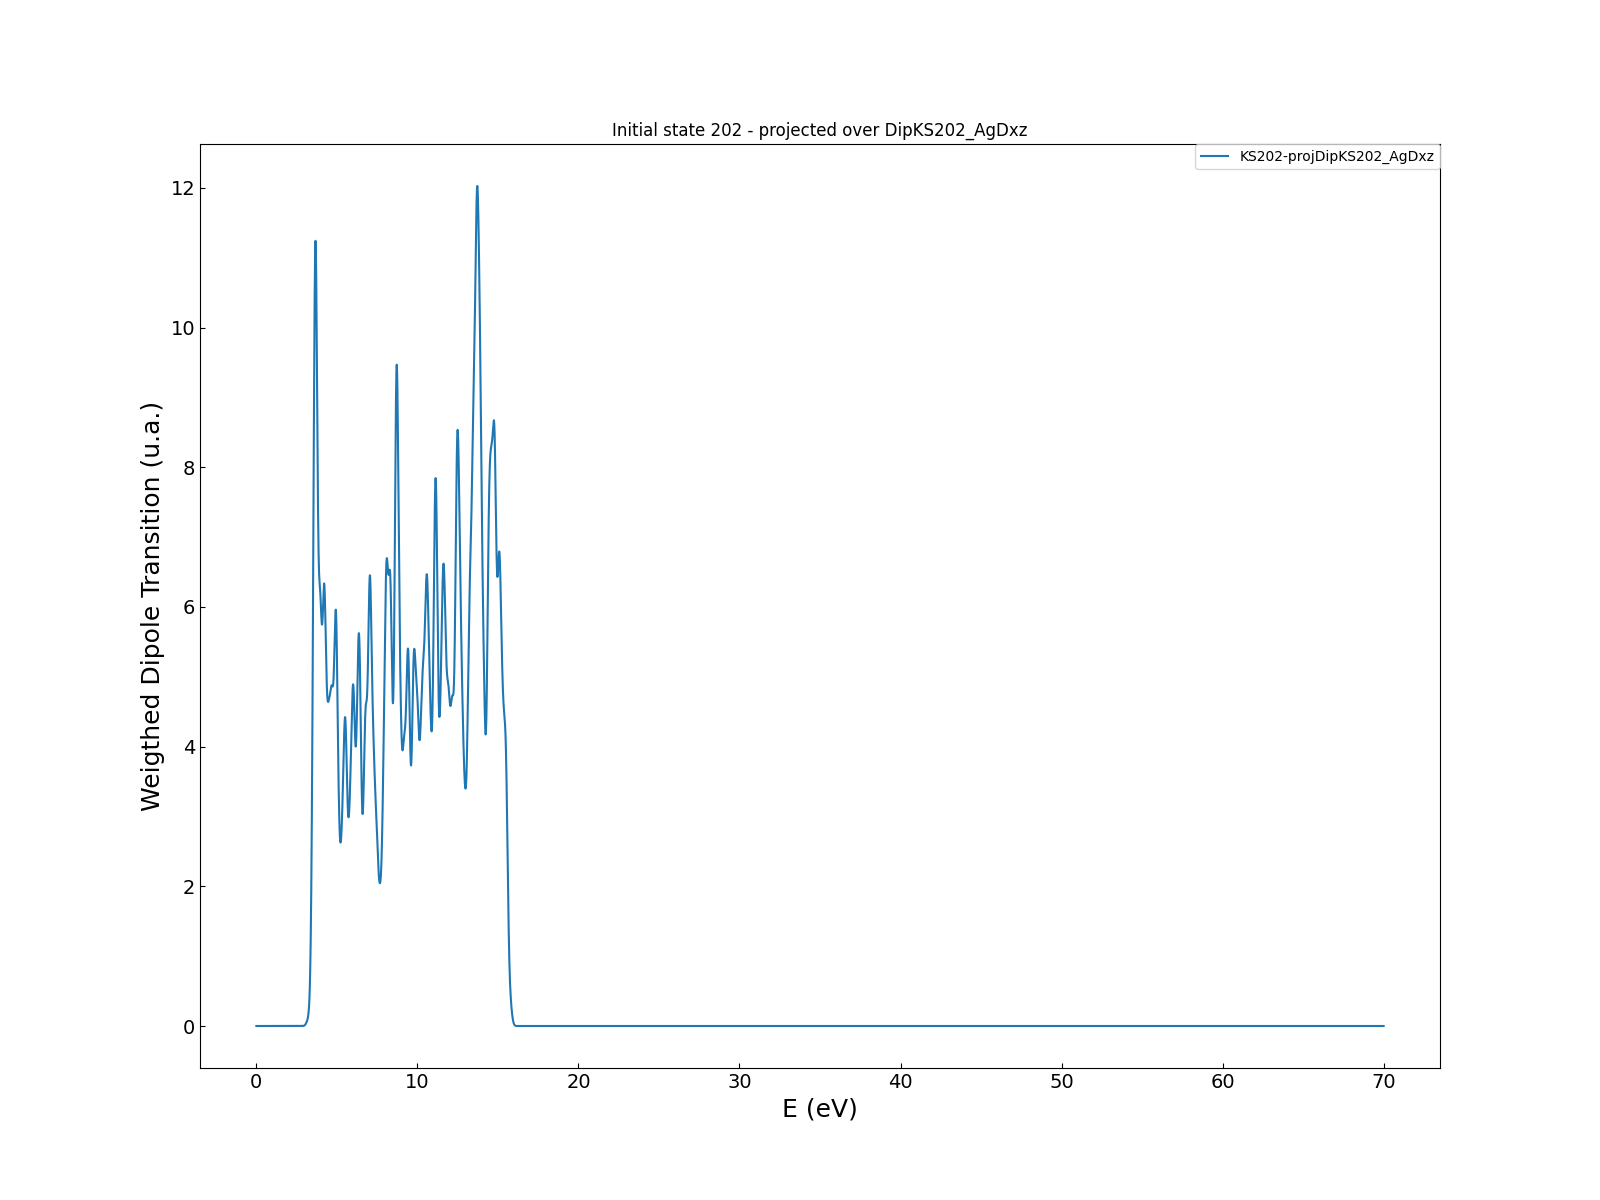 Initial state 202 - projected over DipKS202_AgDxz
KS202-projDipKS202_AgDxz
Weigthed Dipole Transition (u.a.)
12
10
8
6
4
2
0
0 10 20 30 40 50 60 70
E (eV)